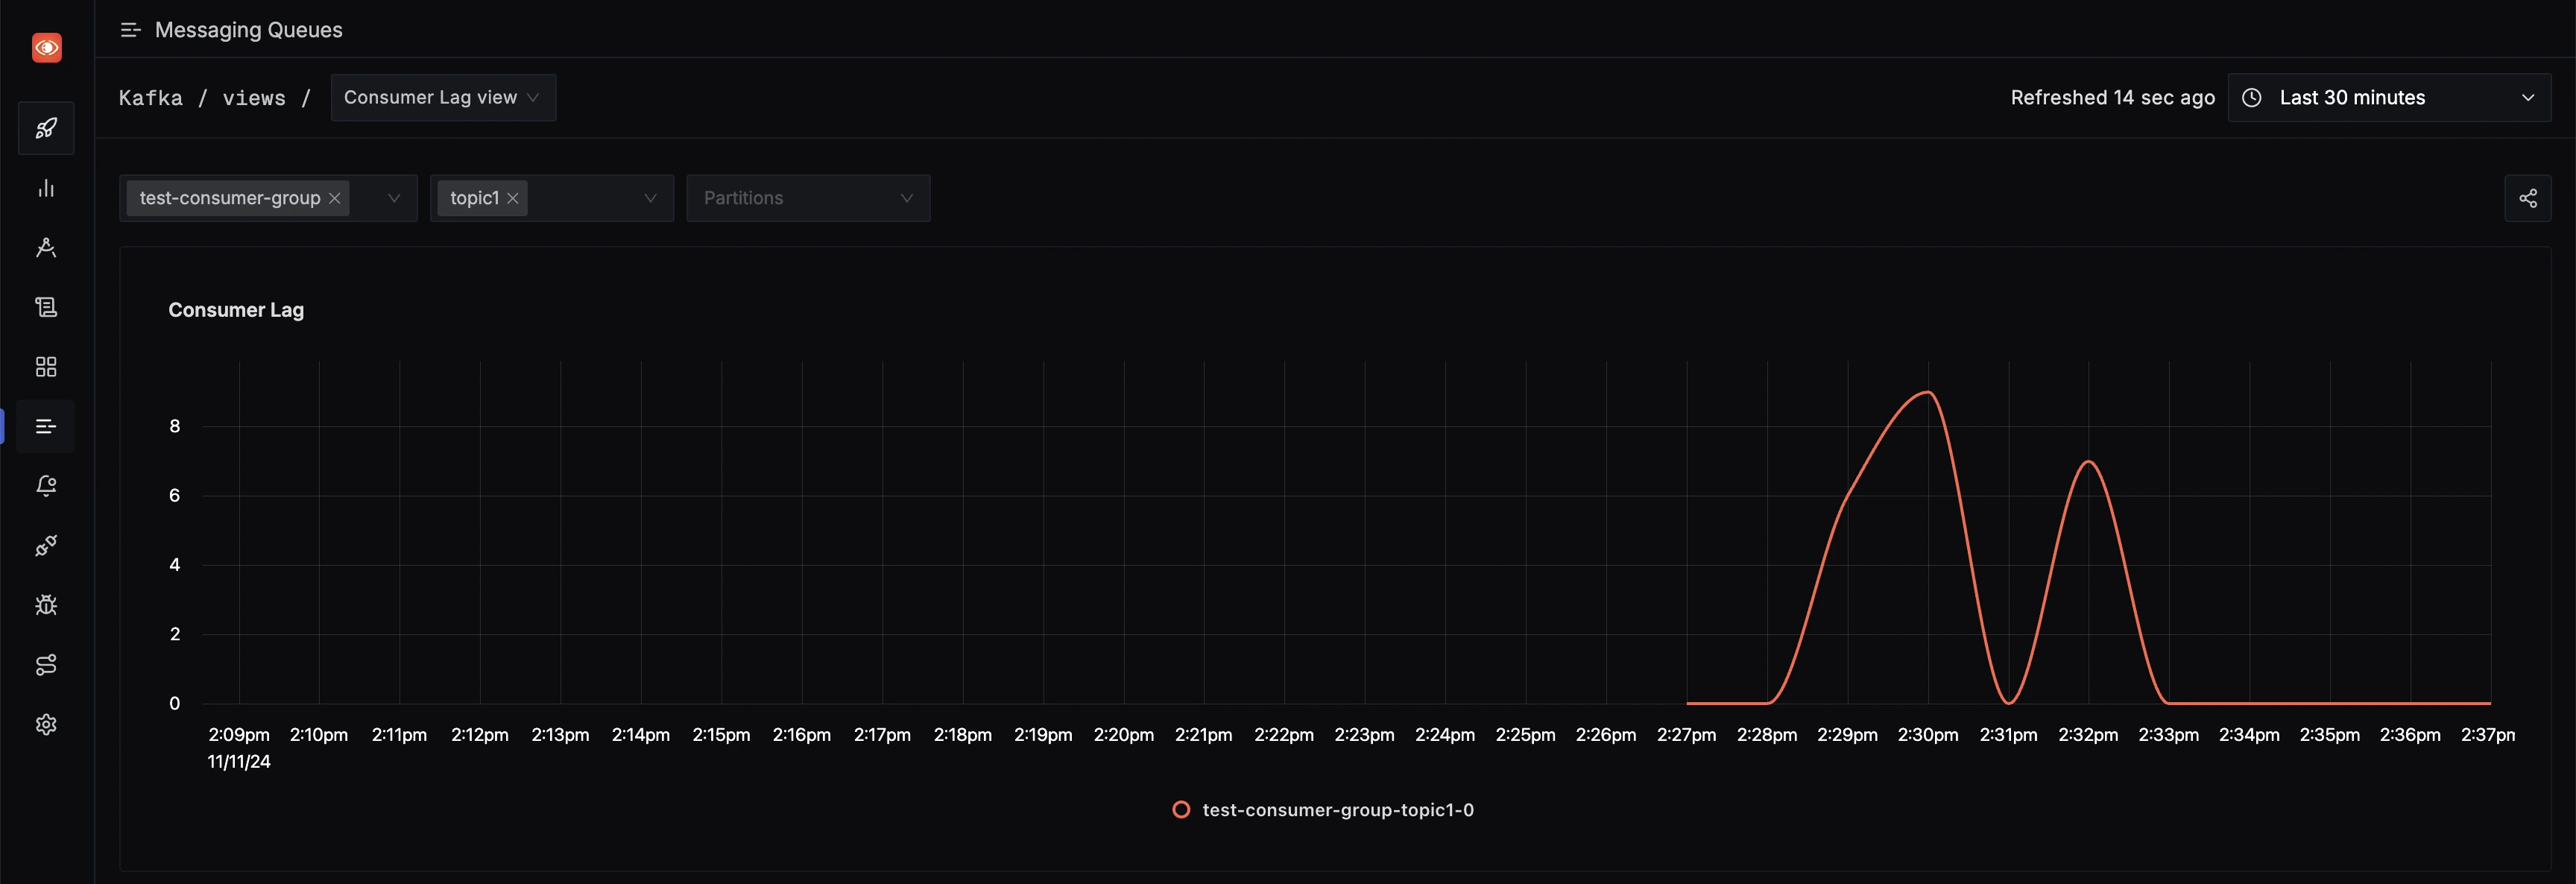 Messaging Queues
Kafka / views / Consumer Lag view
Refreshed 14 sec ago
Last 30 minutes
test-consumer-group
topic1
Partitions
Consumer Lag
8
6
4
2
0
2:09pm 2:10pm 2:11pm 2:12pm 2:13pm 2:14pm 2:15pm 2:16pm 2:17pm 2:18pm 2:19pm 2:20pm 2:21pm 2:22pm 2:23pm 2:24pm 2:25pm 2:26pm 2:27pm 2:28pm 2:29pm 2:30pm 2:31pm 2:32pm 2:33pm 2:34pm 2:35pm 2:36pm 2:37pn
11/11/24
test-consumer-group-topic1-0